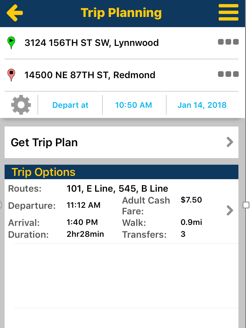 Trip Planning
3124 156TH ST SW, Lynnwood
14500 NE 87TH ST, Redmond
Depart at 10:50 AM Jan 14, 2018
Get Trip Plan
Trip Options
Routes: 101, E Line, 545, B Line
Departure: 11:12 AM Adult Cash Fare: $7.50
Arrival: 1:40 PM Walk: 0.9mi
Duration: 2hr28min Transfers: 3